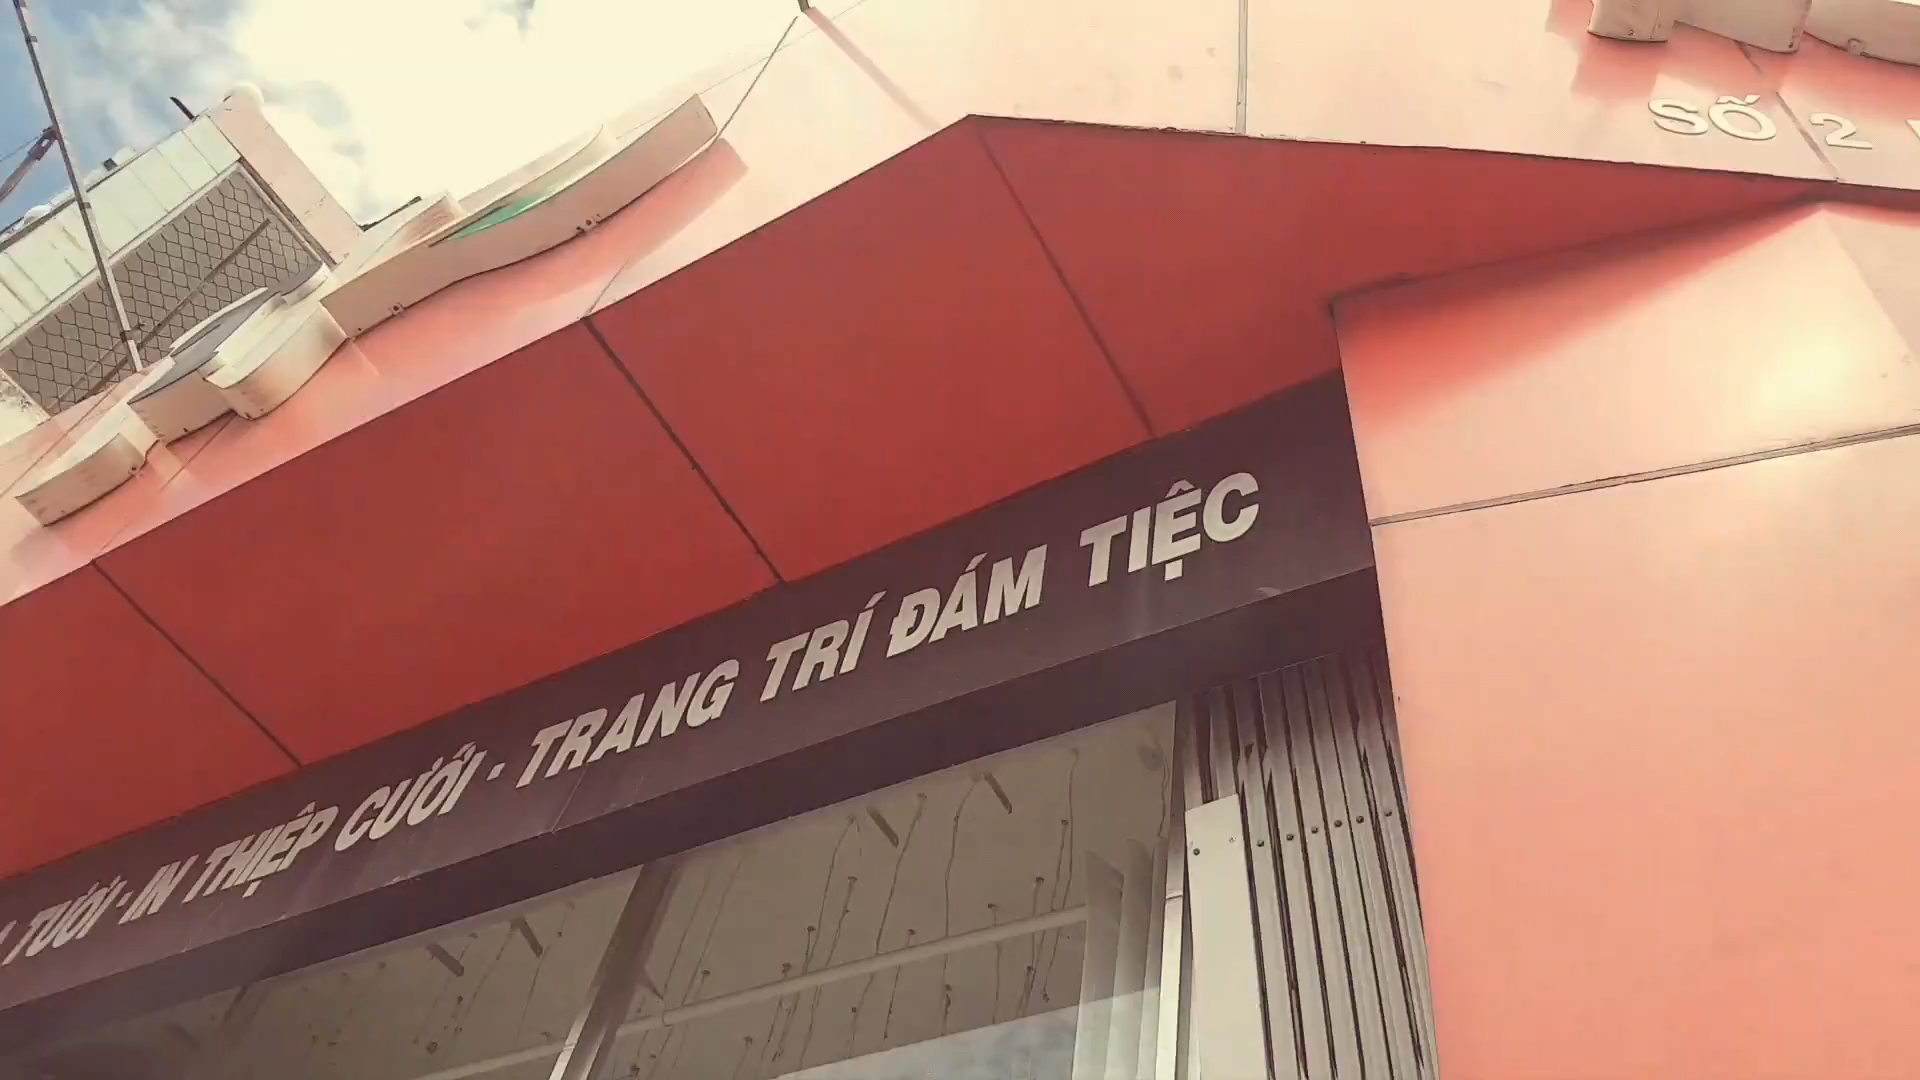 SỐ 2
TƯƠI - IN THIỆP CƯỚI - TRANG TRÍ ĐÁM TIỆC